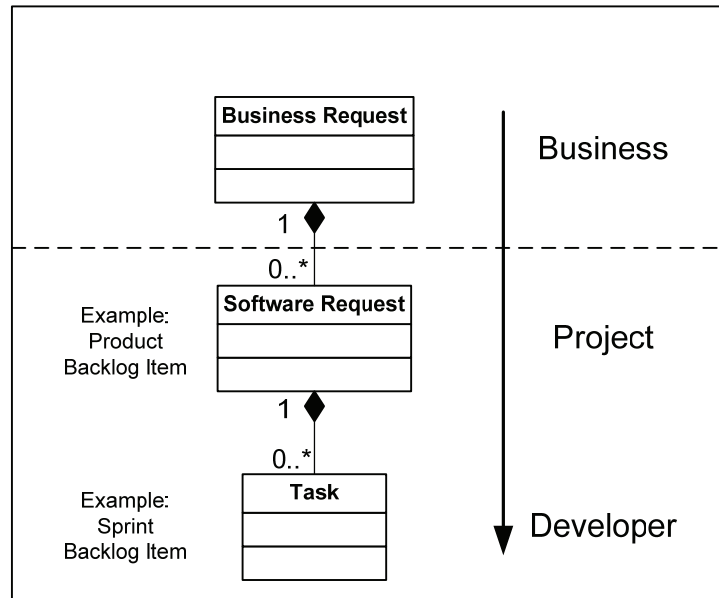 Business Request
Business
1
0..*
Software Request
Example:
Product
Backlog Item
Project
1
0..*
Task
Example:
Sprint
Backlog Item
Developer